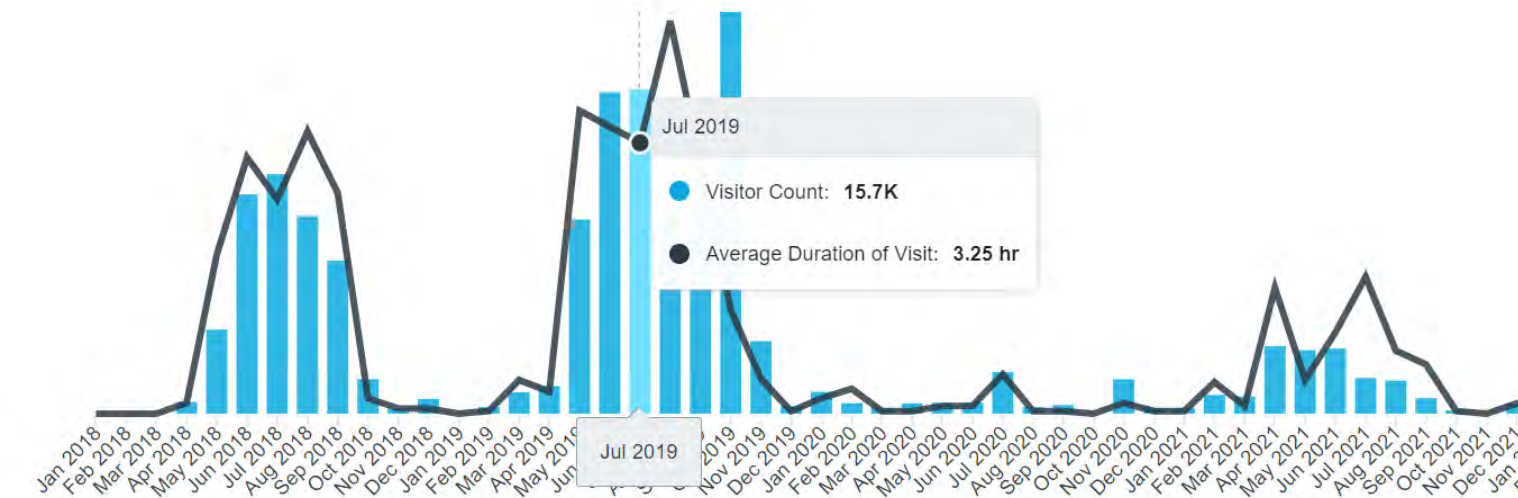 Jul 2019
Visitor Count: 15.7K
Average Duration of Visit: 3.25 hr
Jan 2018
Feb 2018
Mar 2018
Apr 2018
May 2018
Jun 2018
Jul 2018
Aug 2018
Sep 2018
Oct 2018
Nov 2018
Dec 2018
Jan 2019
Feb 2019
Mar 2019
Apr 2019
Jul 2019
Nov 2019
Dec 2019
Jan 2020
Feb 2020
Mar 2020
Apr 2020
May 2020
Jun 2020
Jul 2020
Aug 2020
Sep 2020
Oct 2020
Nov 2020
Dec 2020
Jan 2021
Feb 2021
Mar 2021
Apr 2021
May 2021
Jun 2021
Jul 2021
Aug 2021
Sep 2021
Oct 2021
Nov 2021